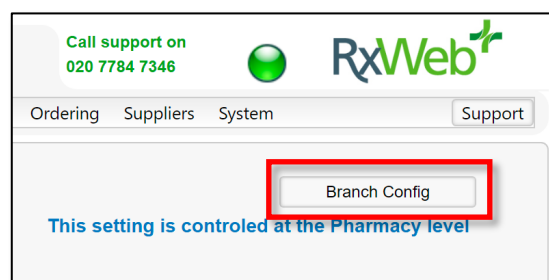 Call support on
020 7784 7346
RxWeb
Ordering Suppliers System Support
Branch Config
This setting is controled at the Pharmacy level